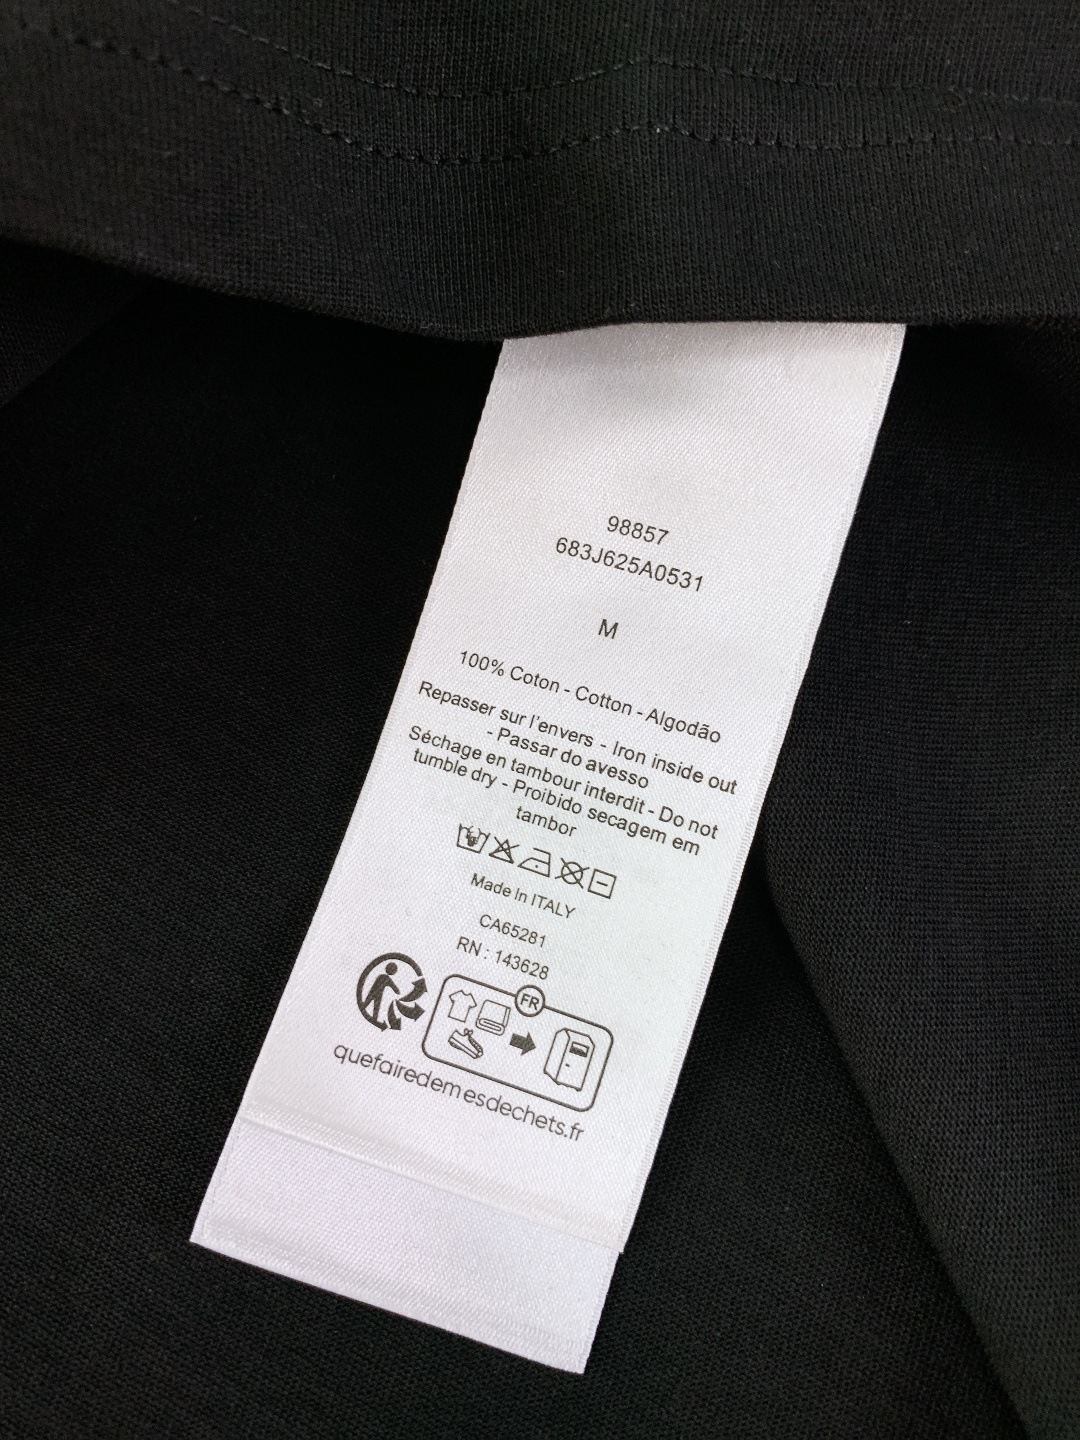 98857
683J625A0531
M
100% Coton - Cotton - Algodão
Repasser sur l'envers - Iron inside out
- Passar do avesso
Séchage en tambour interdit - Do not
tumble dry - Proibido secagem em
tambor
Made In ITALY
CA65281
RN : 143628
FR
quefairedemesdechets.fr